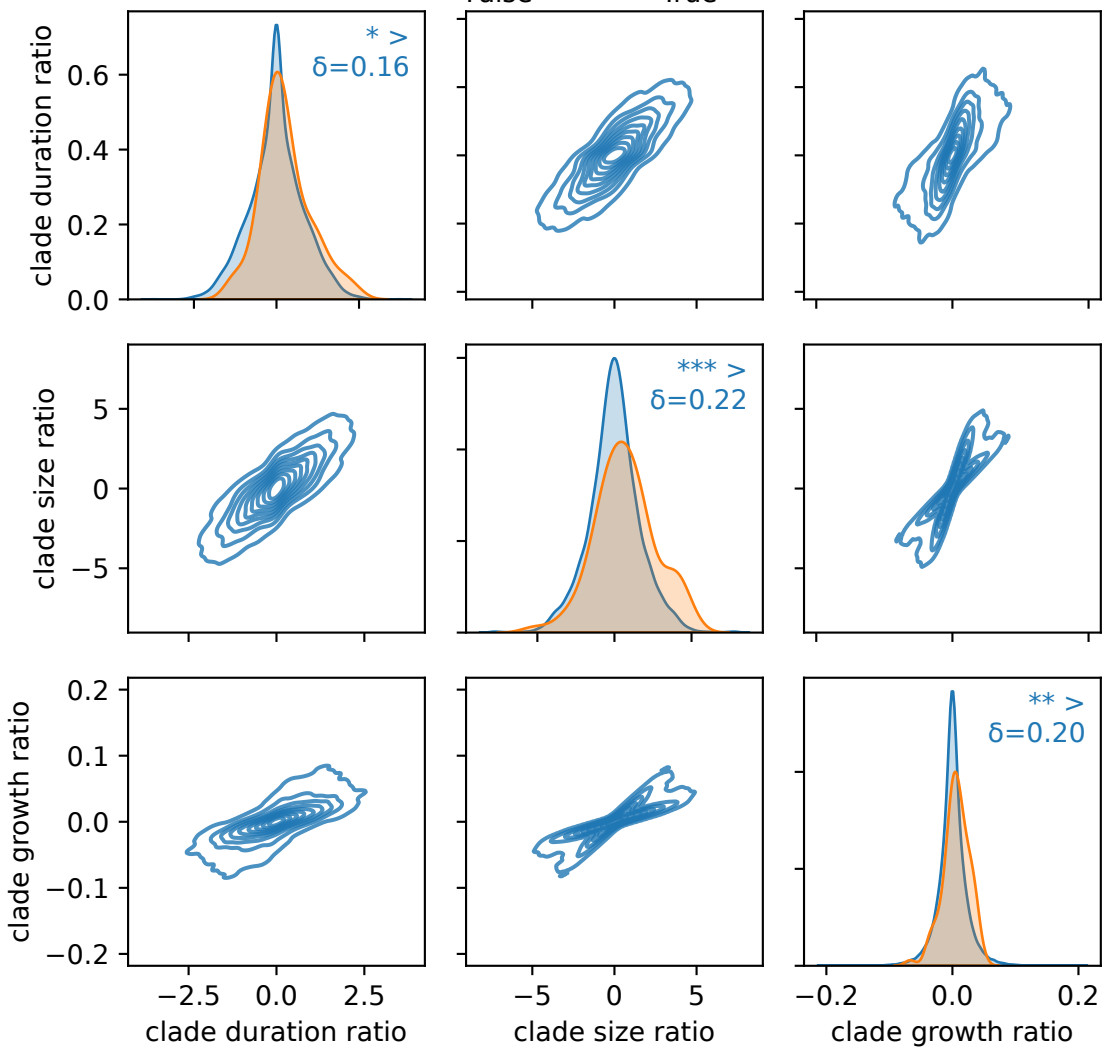 True
clade duration ratio
0.6
0.4
0.2
0.0
* >
δ=0.16
clade size ratio
5
0
−5
*** >
δ=0.22
clade growth ratio
0.2
0.1
0.0
−0.1
−0.2
** >
δ=0.20
−2.5 0.0 2.5
−5 0 5
−0.2 0.0 0.2
clade duration ratio
clade size ratio
clade growth ratio